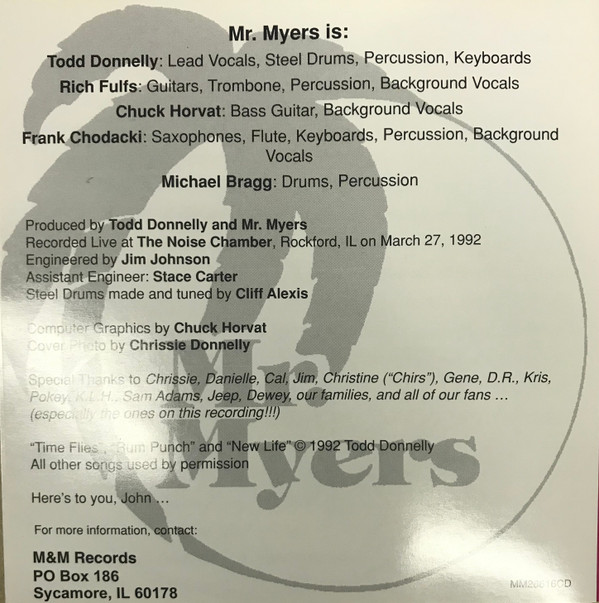 Mr. Myers is:
Todd Donnelly: Lead Vocals, Steel Drums, Percussion, Keyboards
Rich Fulfs: Guitars, Trombone, Percussion, Background Vocals
Chuck Horvat: Bass Guitar, Background Vocals
Frank Chodacki: Saxophones, Flute, Keyboards, Percussion, Background
Vocals
Michael Bragg: Drums, Percussion
Produced by Todd Donnelly and Mr. Myers
Recorded Live at The Noise Chamber, Rockford, IL on March 27, 1992
Engineered by Jim Johnson
Assistant Engineer: Stace Carter
Steel Drums made and tuned by Cliff Alexis
Computer Graphics by Chuck Horvat
Cover Photo by Chrissie Donnelly
Special Thanks to Chrissie, Danielle, Cal, Jim, Christine ("Chirs"), Gene, D.R., Kris,
Pokey, K.L.H., Sam Adams, Jeep, Dewey, our families, and all of our fans ...
(especially the ones on this recording!!!)
"Time Flies", "Rum Punch" and "New Life" © 1992 Todd Donnelly
All other songs used by permission
Here's to you, John ...
For more information, contact:
M&M Records
PO Box 186
Sycamore, IL 60178
Mr.
Myers